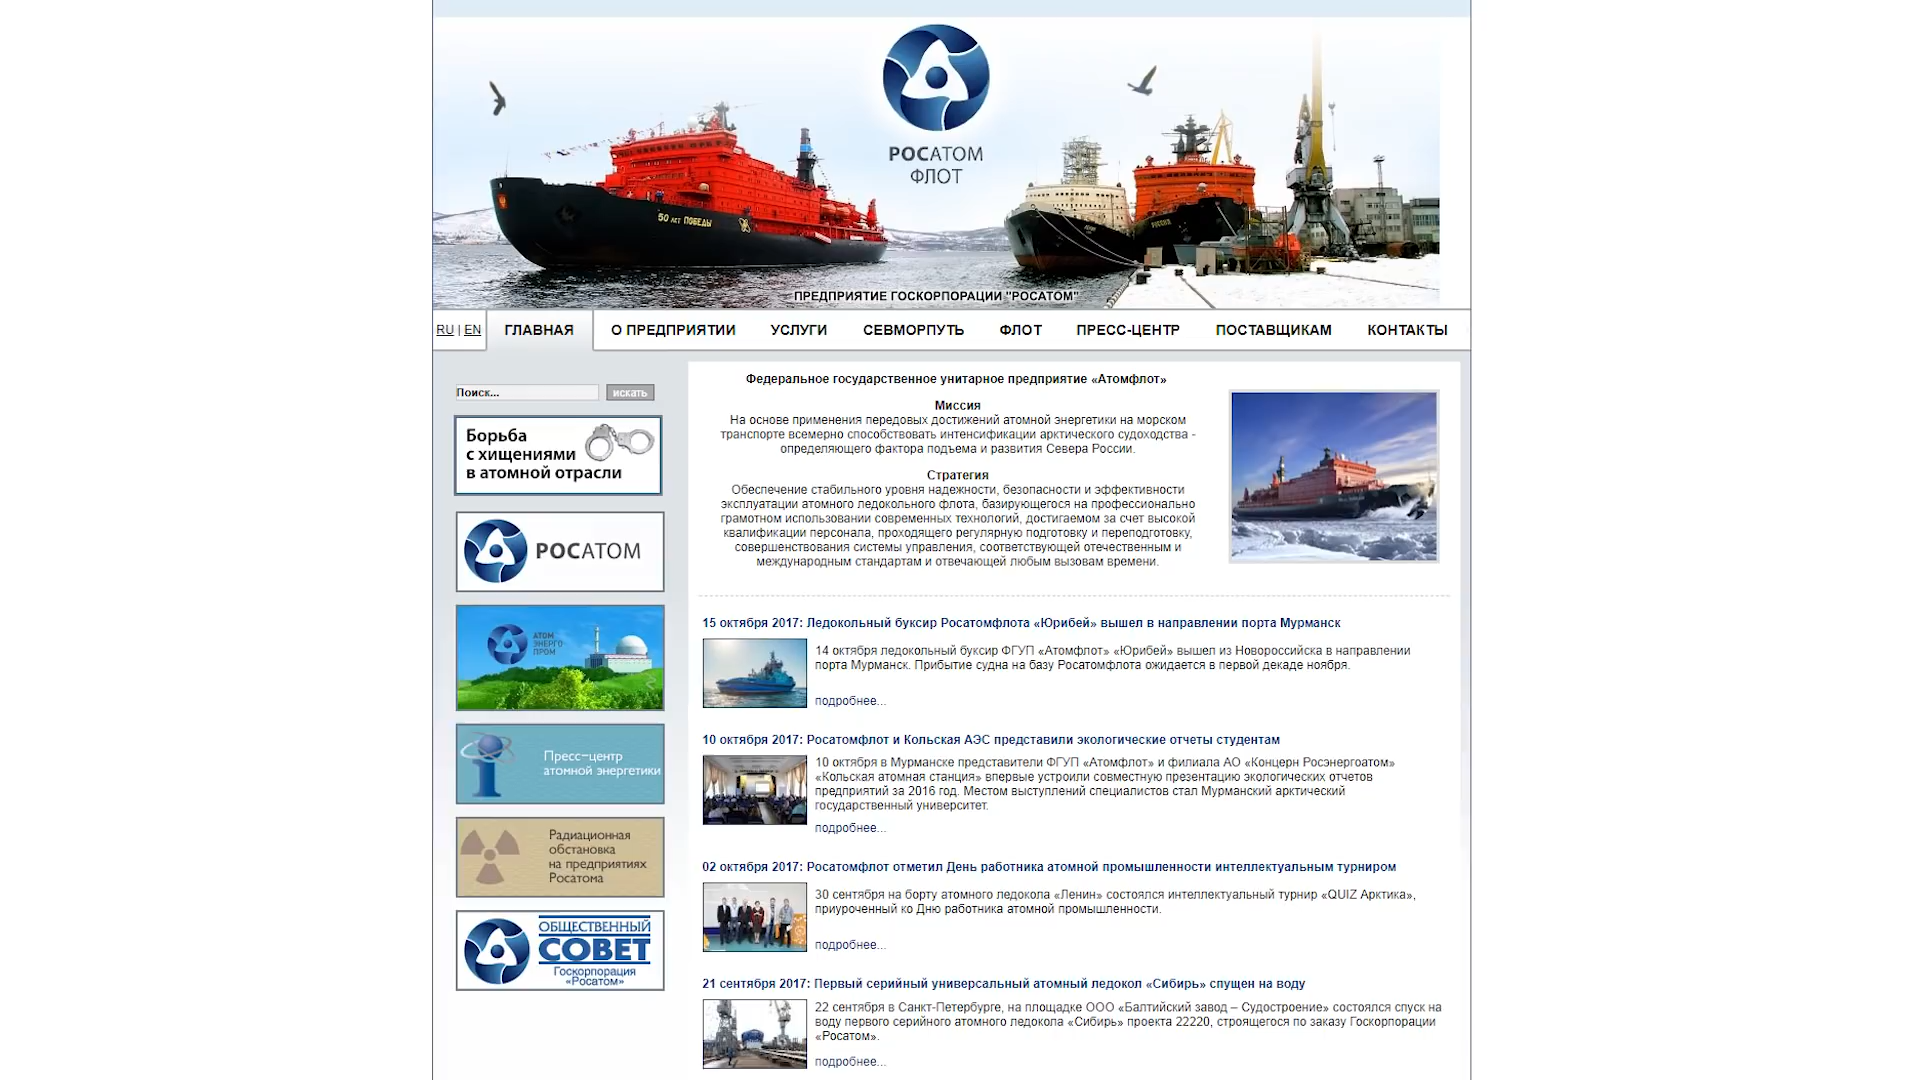 РОСАТОМ
ФЛОТ
50 лет ПОБЕДЫ
ПРЕДПРИЯТИЕ ГОСКОРПОРАЦИИ "РОСАТОМ"
RU | EN
ГЛАВНАЯ
О ПРЕДПРИЯТИИ
УСЛУГИ
СЕВМОРПУТЬ
ФЛОТ
ПРЕСС-ЦЕНТР
ПОСТАВЩИКАМ
КОНТАКТЫ
Поиск...
искать
Борьба
с хищениями
в атомной отрасли
РОСАТОМ
АТОМ
ЭНЕРГО
ПРОМ
Пресс-центр
атомной энергетики
Радиационная
обстановка
на предприятиях
Росатома
ОБЩЕСТВЕННЫЙ
СОВЕТ
Госкорпорация
«Росатом»
Федеральное государственное унитарное предприятие «Атомфлот»
Миссия
На основе применения передовых достижений атомной энергетики на морском
транспорте всемерно способствовать интенсификации арктического судоходства -
определяющего фактора подъема и развития Севера России.
Стратегия
Обеспечение стабильного уровня надежности, безопасности и эффективности
эксплуатации атомного ледокольного флота, базирующегося на профессионально
грамотном использовании современных технологий, достигаемом за счет высокой
квалификации персонала, проходящего регулярную подготовку и переподготовку,
совершенствования системы управления, соответствующей отечественным и
международным стандартам и отвечающей любым вызовам времени.
15 октября 2017: Ледокольный буксир Росатомфлота «Юрибей» вышел в направлении порта Мурманск
14 октября ледокольный буксир ФГУП «Атомфлот» «Юрибей» вышел из Новороссийска в направлении
порта Мурманск. Прибытие судна на базу Росатомфлота ожидается в первой декаде ноября.
подробнее...
10 октября 2017: Росатомфлот и Кольская АЭС представили экологические отчеты студентам
10 октября в Мурманске представители ФГУП «Атомфлот» и филиала АО «Концерн Росэнергоатом»
«Кольская атомная станция» впервые устроили совместную презентацию экологических отчетов
предприятий за 2016 год. Местом выступлений специалистов стал Мурманский арктический
государственный университет.
подробнее...
02 октября 2017: Росатомфлот отметил День работника атомной промышленности интеллектуальным турниром
30 сентября на борту атомного ледокола «Ленин» состоялся интеллектуальный турнир «QUIZ Арктика»,
приуроченный ко Дню работника атомной промышленности.
подробнее...
21 сентября 2017: Первый серийный универсальный атомный ледокол «Сибирь» спущен на воду
22 сентября в Санкт-Петербурге, на площадке ООО «Балтийский завод – Судостроение» состоялся спуск на
воду первого серийного атомного ледокола «Сибирь» проекта 22220, строящегося по заказу Госкорпорации
«Росатом».
подробнее...